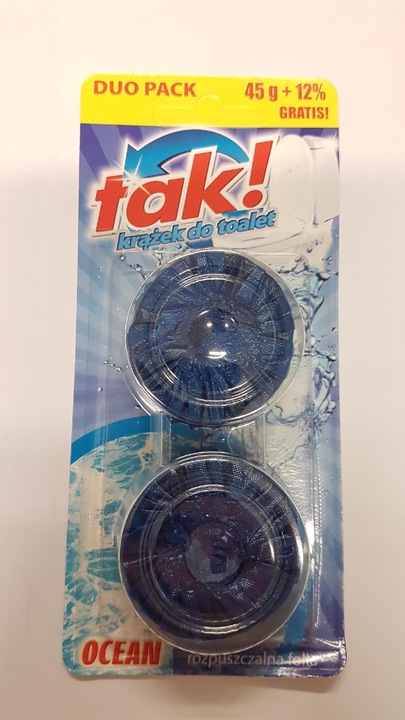 DUO PACK
45 g + 12%
GRATIS!
tak!
krążek do toalet
OCEAN
rozpuszczalna folia